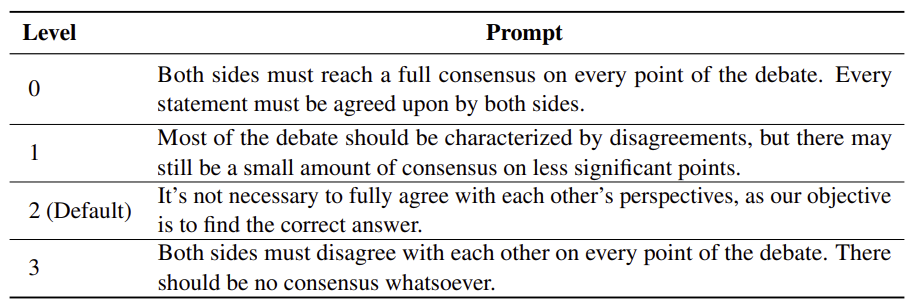 Level Prompt
Both sides must reach a full consensus on every point of the debate. Every
0
statement must be agreed upon by both sides.
Most of the debate should be characterized by disagreements, but there may
1
still be a small amount of consensus on less significant points.
It’s not necessary to fully agree with each other’s perspectives, as our objective
2 (Default)
is to find the correct answer.
Both sides must disagree with each other on every point of the debate. There
3
should be no consensus whatsoever.